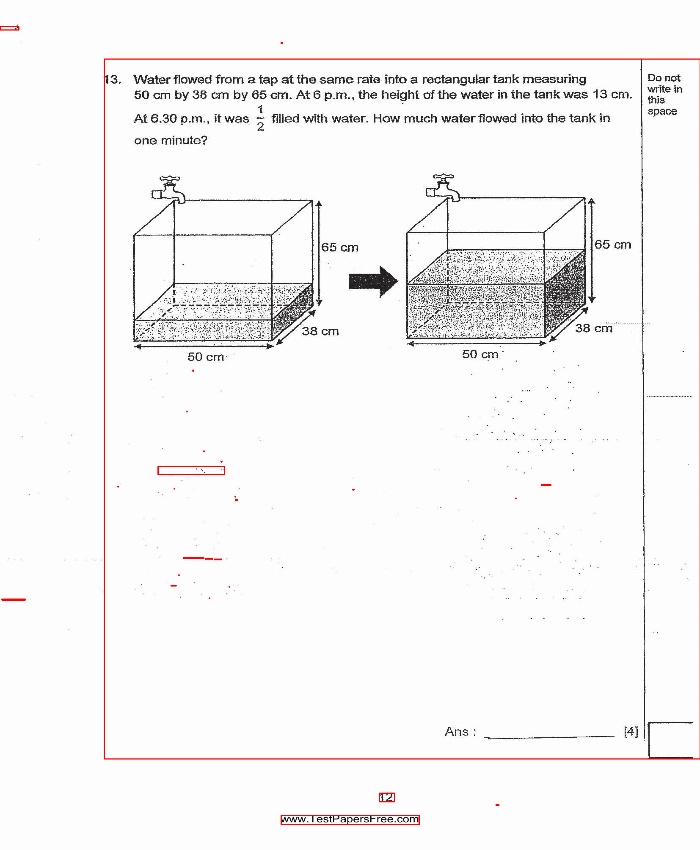 13. Water flowed from a tap at the same rate into a rectangular tank measuring
50 cm by 38 cm by 65 cm. At 6 p.m., the height of the water in the tank was 13 cm.
At 6.30 p.m., it was 1/2 filled with water. How much water flowed into the tank in
one minute?
Do not
write in
this
space
65 cm
38 cm
50 cm
65 cm
38 cm
50 cm
Ans : ____________ [4]
12
www.TestPapersFree.com